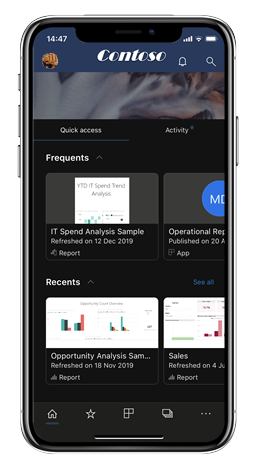 14:47
Contoso
Quick access
Activity
Frequents
YTD IT Spend Trend
Analysis
MD
IT Spend Analysis Sample
Refreshed on 12 Dec 2019
Report
Operational Rep
Published on 20 A
App
Recents
See all
Opportunity Count Overview
Opportunity Analysis Sam...
Refreshed on 18 Nov 2019
Report
Sales
Refreshed on 4 Ju
Report